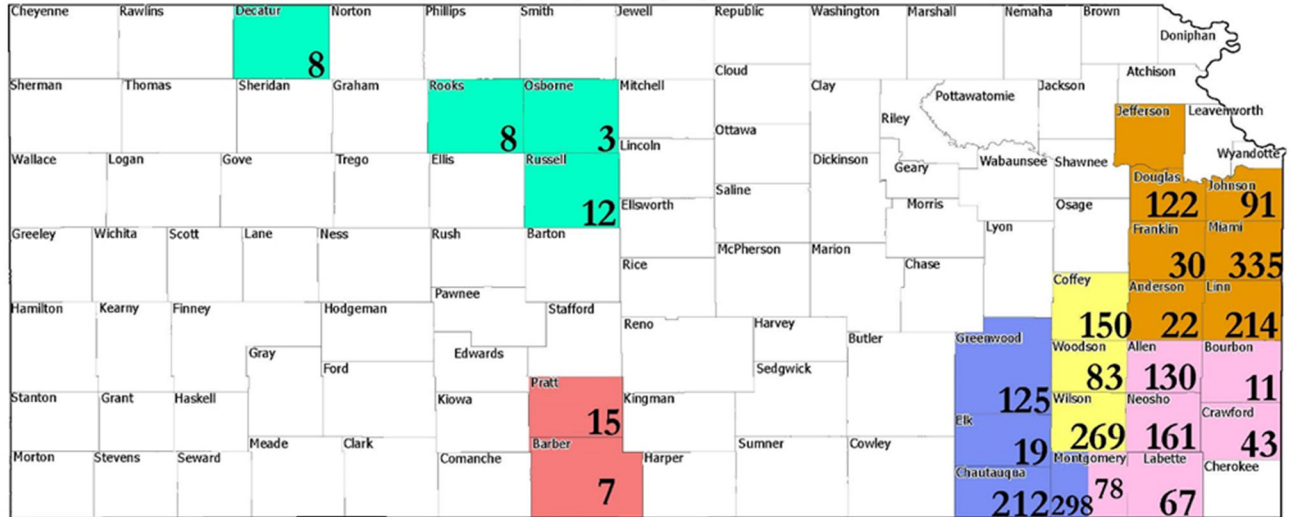 Cheyenne Rawlins Decatur Norton Phillips Smith Jewell Republic Washington Marshall Nemaha Brown
Doniphan
8
Cloud Atchison
Sherman Thomas Sheridan Graham Rooks Osborne Mitchell Clay Jackson
Pottawatomie
Jefferson Leavenworth
Riley
8 3 Ottawa
Lincoln
Wallace Logan Gove Trego Ellis Russell Dickinson Geary Wabaunsee Shawnee Wyandotte
Douglas Johnson
Saline
12 Ellsworth Morris Osage 122 91
Greeley Wichita Scott Lane Ness Rush Barton Lyon Franklin Miami
McPherson Marion
Rice Chase 30 335
Coffey Anderson Linn
Pawnee
Hamilton Kearny Finney Hodgeman Stafford
Reno Harvey 150 22 214
Butler Greenwood Woodson Allen Bourbon
Gray Edwards
Ford Sedgwick 83 130 11
Pratt
Stanton Grant Haskell Kiowa Kingman 125 Wilson Neosho
Crawford
15 Elk
Meade Clark Barber Sumner Cowley 19 269 161 43
Morton Stevens Seward Comanche Harper Montgomery Labette
Chautauqua Cherokee
7 212 298 78 67